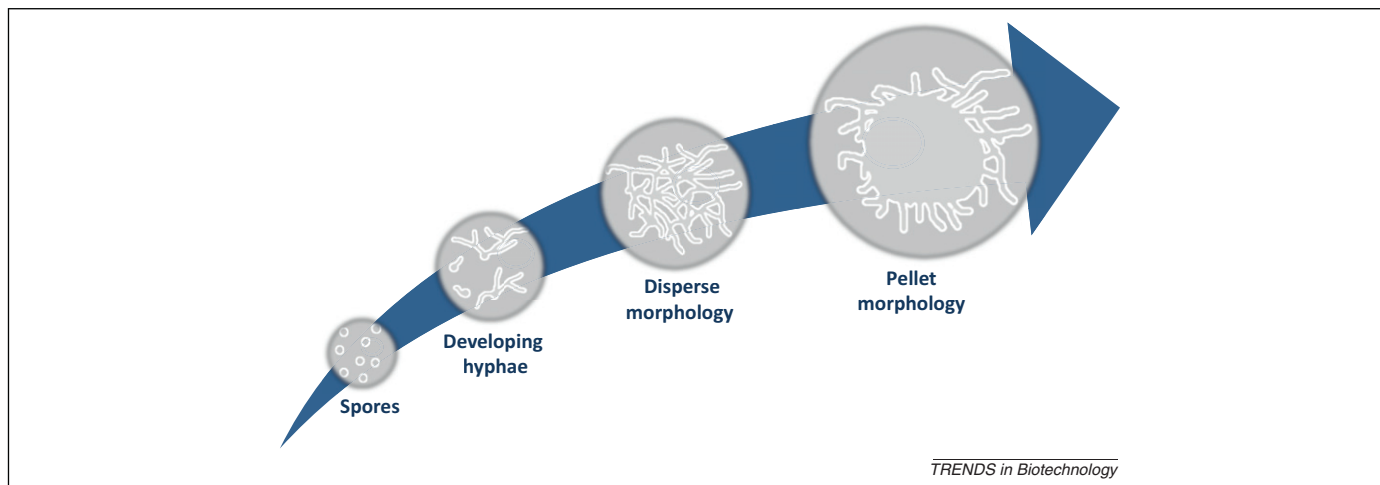 Spores
Developing
hyphae
Disperse
morphology
Pellet
morphology
TRENDS in Biotechnology